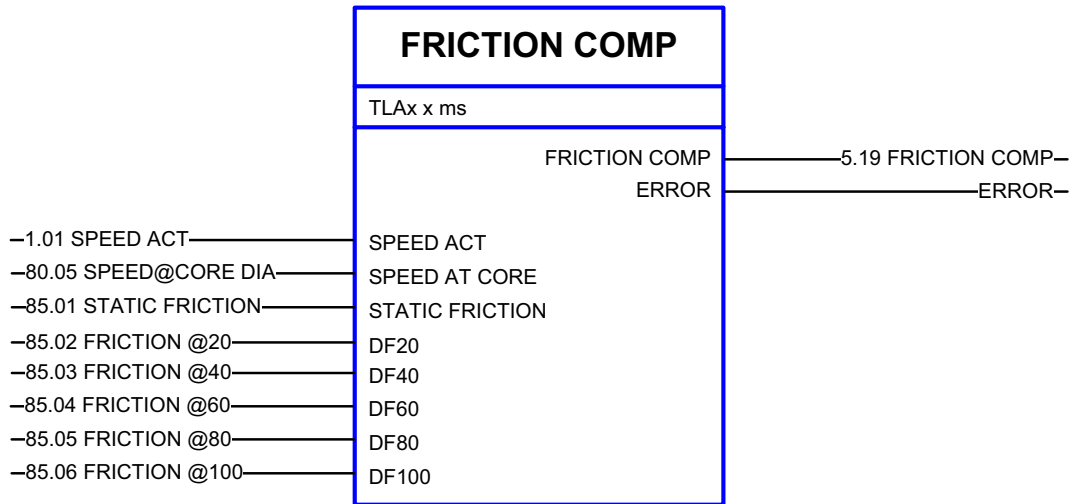 FRICTION COMP
TLAx x ms
FRICTION COMP 5.19 FRICTION COMP
ERROR ERROR
1.01 SPEED ACT SPEED ACT
80.05 SPEED@CORE DIA SPEED AT CORE
85.01 STATIC FRICTION STATIC FRICTION
85.02 FRICTION @20 DF20
85.03 FRICTION @40 DF40
85.04 FRICTION @60 DF60
85.05 FRICTION @80 DF80
85.06 FRICTION @100 DF100